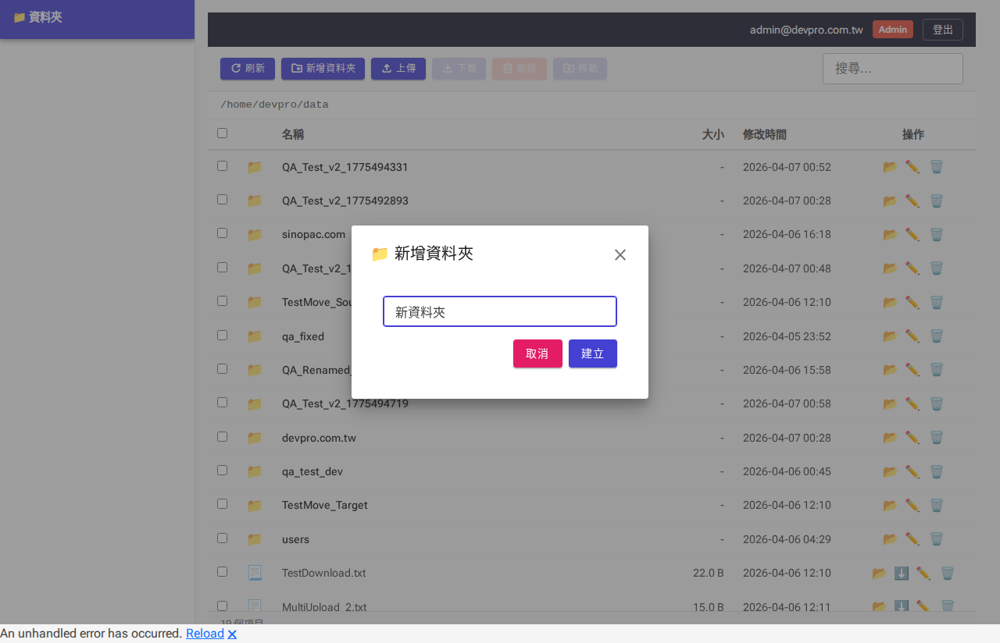 資料夾
admin@devpro.com.tw Admin 登出
刷新 新增資料夾 上傳 下載 刪除 移動 搜尋...
/home/devpro/data
名稱 大小 修改時間 操作
QA_Test_v2_1775494331 - 2026-04-07 00:52
QA_Test_v2_1775492893 - 2026-04-07 00:28
sinopac.com - 2026-04-06 16:18
QA_Test_v2_1 - 2026-04-07 00:48
TestMove_Sou - 2026-04-06 12:10
qa_fixed - 2026-04-05 23:52
QA_Renamed_ - 2026-04-06 15:58
QA_Test_v2_1775494719 - 2026-04-07 00:58
devpro.com.tw - 2026-04-07 00:28
qa_test_dev - 2026-04-06 00:45
TestMove_Target - 2026-04-06 12:10
users - 2026-04-06 04:29
TestDownload.txt 22.0 B 2026-04-06 12:10
MultiUpload_2.txt 15.0 B 2026-04-06 12:11
19 個項目
新增資料夾
新資料夾
取消 建立
An unhandled error has occurred. Reload